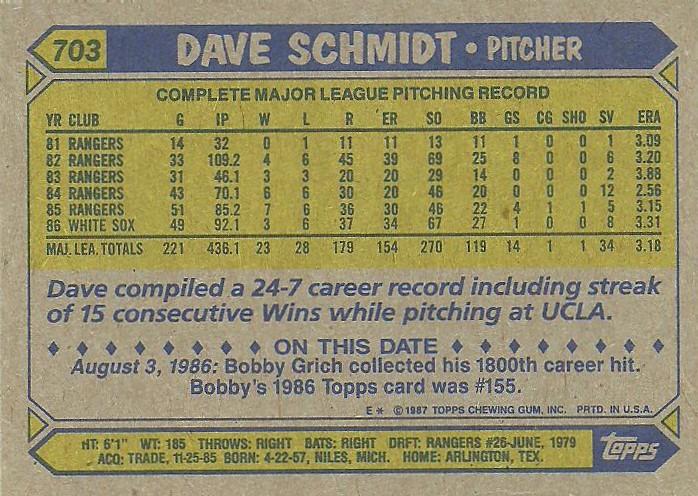 703 DAVE SCHMIDT • PITCHER
COMPLETE MAJOR LEAGUE PITCHING RECORD
YR CLUB G IP W L R ER SO BB GS CG SHO SV ERA
81 RANGERS 14 32 0 1 11 11 13 11 1 0 0 1 3.09
82 RANGERS 33 109.2 4 6 45 39 69 25 8 0 0 6 3.20
83 RANGERS 31 46.1 3 3 20 20 29 14 0 0 0 2 3.88
84 RANGERS 43 70.1 6 6 30 20 46 20 0 0 0 12 2.56
85 RANGERS 51 85.2 7 6 36 30 46 22 4 1 1 5 3.15
86 WHITE SOX 49 92.1 3 6 37 34 67 27 1 0 0 8 3.31
MAJ. LEA. TOTALS 221 436.1 23 28 179 154 270 119 14 1 1 34 3.18
Dave compiled a 24-7 career record including streak
of 15 consecutive Wins while pitching at UCLA.
♦ ♦ ♦ ♦ ♦ ♦ ♦ ♦ ON THIS DATE ♦ ♦ ♦ ♦ ♦ ♦ ♦ ♦
August 3, 1986: Bobby Grich collected his 1800th career hit.
Bobby's 1986 Topps card was #155.
E * © 1987 TOPPS CHEWING GUM, INC. PRTD. IN U.S.A.
HT: 6'1" WT: 185 THROWS: RIGHT BATS: RIGHT DRFT: RANGERS #26-JUNE, 1979
ACQ: TRADE, 11-25-85 BORN: 4-22-57, NILES, MICH. HOME: ARLINGTON, TEX.
Topps